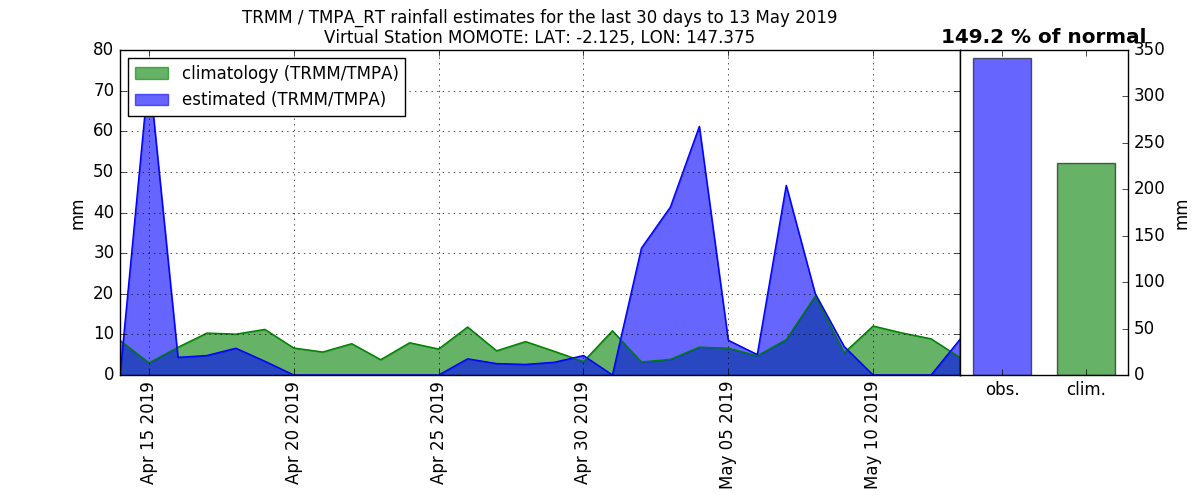 TRMM / TMPA_RT rainfall estimates for the last 30 days to 13 May 2019
Virtual Station MOMOTE: LAT: -2.125, LON: 147.375
149.2 % of normal
climatology (TRMM/TMPA)
estimated (TRMM/TMPA)
mm
80
70
60
50
40
30
20
10
0
Apr 15 2019
Apr 20 2019
Apr 25 2019
Apr 30 2019
May 05 2019
May 10 2019
obs.
clim.
350
300
250
200
150
100
50
0
mm